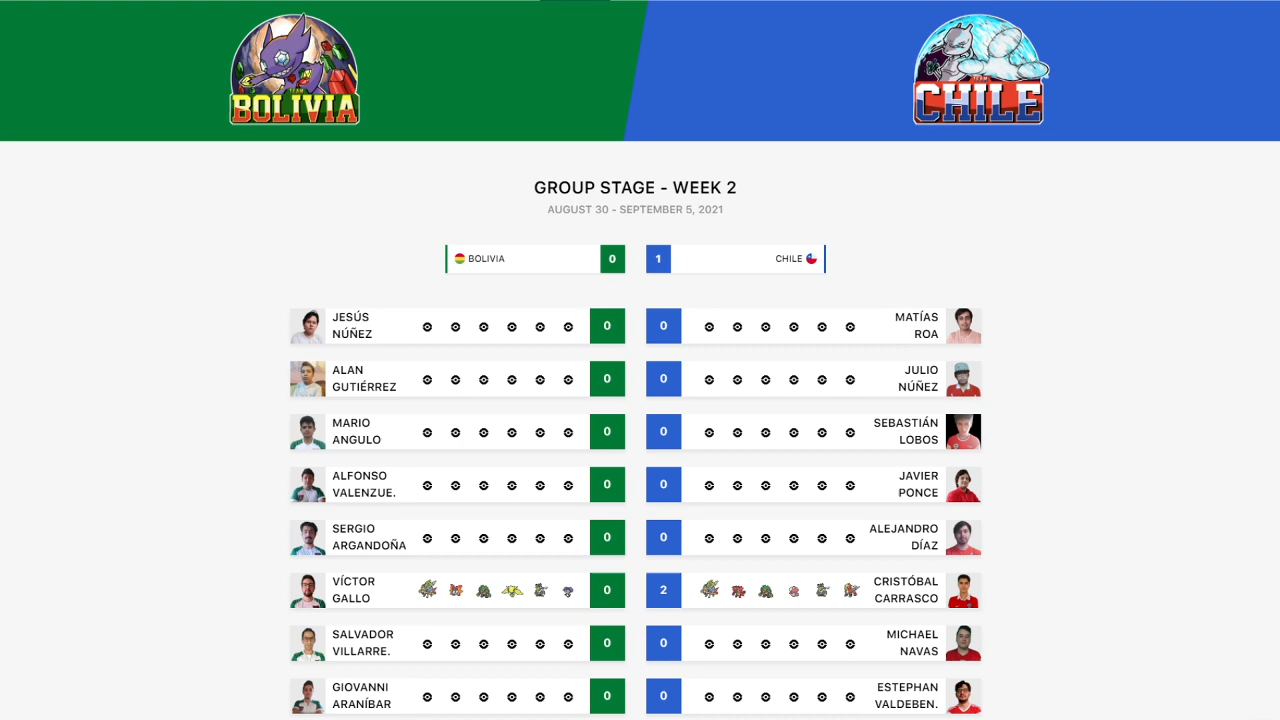 TEAM
BOLIVIA
TEAM
CHILE
GROUP STAGE - WEEK 2
AUGUST 30 - SEPTEMBER 5, 2021
BOLIVIA 0 1 CHILE
JESÚS
NÚÑEZ
0 0
MATÍAS
ROA
ALAN
GUTIÉRREZ
0 0
JULIO
NÚÑEZ
MARIO
ANGULO
0 0
SEBASTIÁN
LOBOS
ALFONSO
VALENZUE.
0 0
JAVIER
PONCE
SERGIO
ARGANDOÑA
0 0
ALEJANDRO
DÍAZ
VÍCTOR
GALLO
0 2
CRISTÓBAL
CARRASCO
SALVADOR
VILLARRE.
0 0
MICHAEL
NAVAS
GIOVANNI
ARANÍBAR
0 0
ESTEPHAN
VALDEBEN.